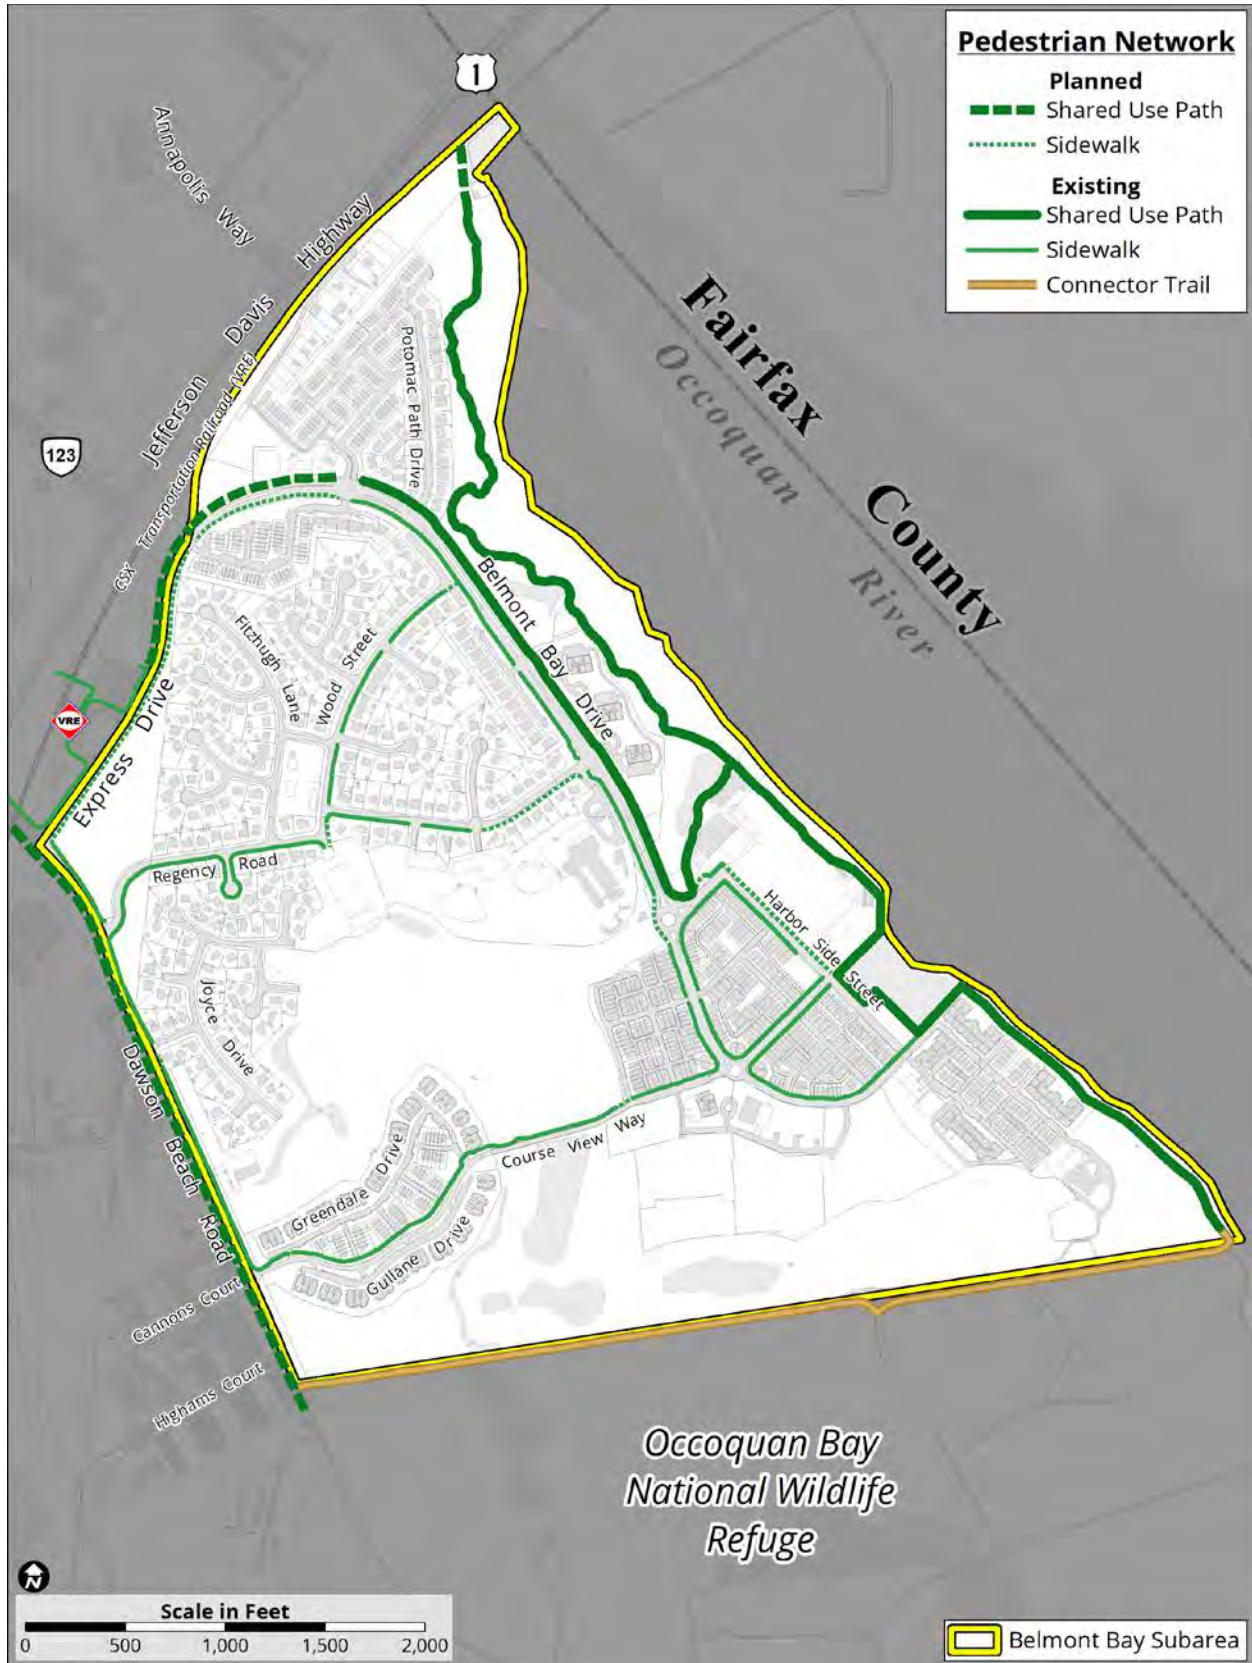 Pedestrian Network
Planned
Shared Use Path
Sidewalk
Existing
Shared Use Path
Sidewalk
Connector Trail
1
Annapolis Way
Jefferson Davis Highway
CSX Transportation Railroad (VRE)
123
Potomac Path Drive
Fairfax County
Occoquan River
Belmont Bay Drive
Fitzhugh Lane
Wood Street
VRE
Express Drive
Regency Road
Harbor Side Street
Joyce Drive
Dawson Beach Road
Course View Way
Greendale Drive
Gullane Drive
Cannons Court
Highams Court
Occoquan Bay
National Wildlife
Refuge
N
Scale in Feet
0 500 1,000 1,500 2,000
Belmont Bay Subarea